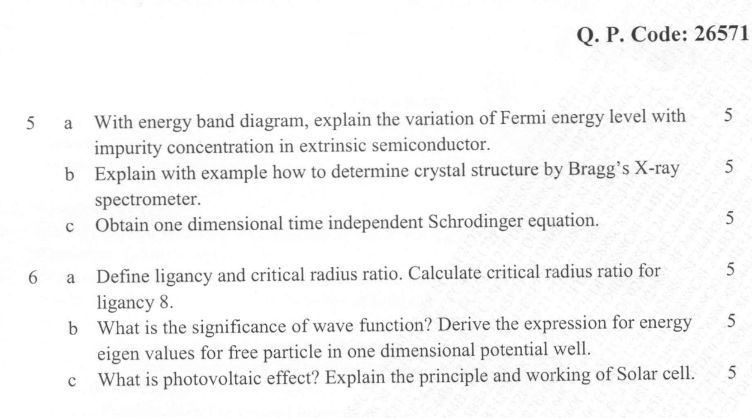 Q. P. Code: 26571
5 a With energy band diagram, explain the variation of Fermi energy level with 5
impurity concentration in extrinsic semiconductor.
b Explain with example how to determine crystal structure by Bragg's X-ray 5
spectrometer.
c Obtain one dimensional time independent Schrodinger equation. 5
6 a Define ligancy and critical radius ratio. Calculate critical radius ratio for 5
ligancy 8.
b What is the significance of wave function? Derive the expression for energy 5
eigen values for free particle in one dimensional potential well.
c What is photovoltaic effect? Explain the principle and working of Solar cell. 5